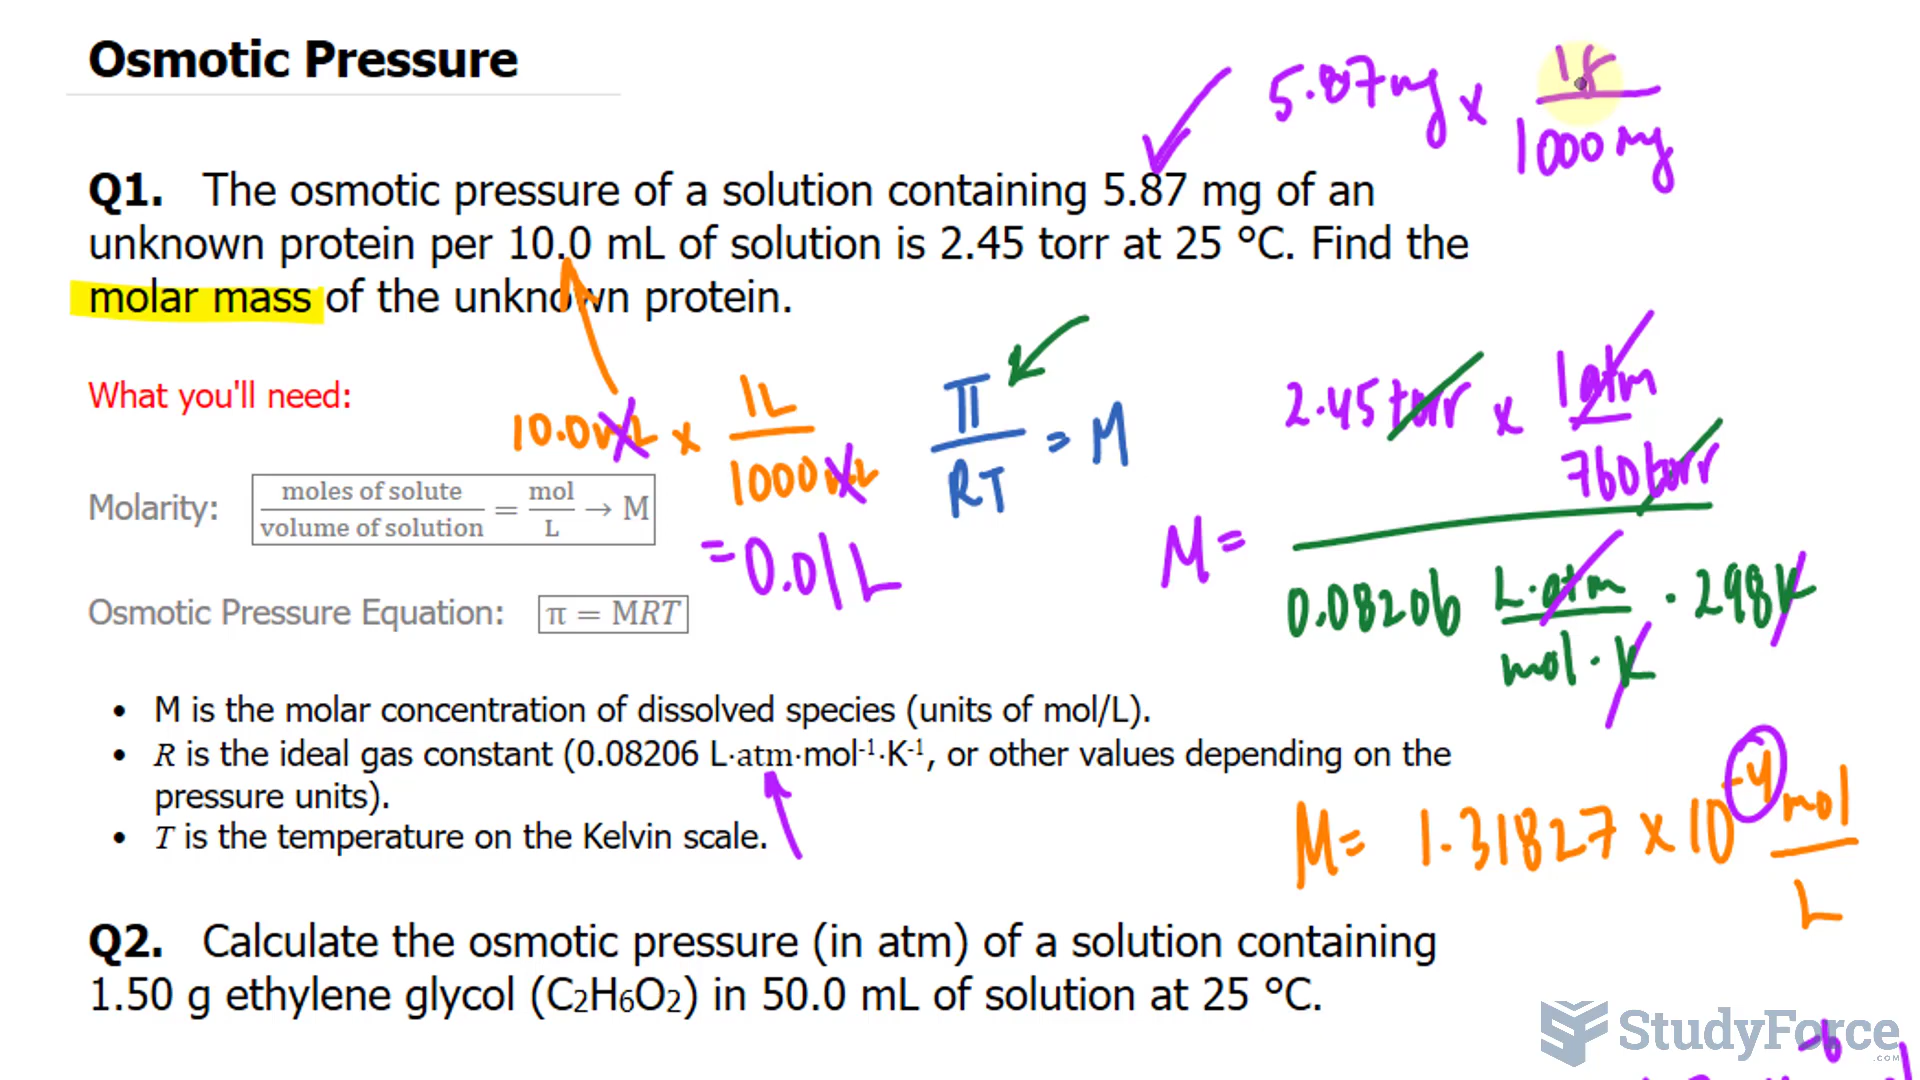 Osmotic Pressure
5.87mg x 1g / 1000 mg
Q1. The osmotic pressure of a solution containing 5.87 mg of an
unknown protein per 10.0 mL of solution is 2.45 torr at 25 °C. Find the
molar mass of the unknown protein.
What you'll need:
10.0mL x 1L / 1000mL
= 0.01L
π / RT = M
M = 2.45 torr x 1atm / 760torr
0.08206 L·atm / mol·K · 298K
Molarity: moles of solute / volume of solution = mol / L → M
Osmotic Pressure Equation: π = MRT
• M is the molar concentration of dissolved species (units of mol/L).
• R is the ideal gas constant (0.08206 L·atm·mol⁻¹·K⁻¹, or other values depending on the
pressure units).
• T is the temperature on the Kelvin scale.
M = 1.31827 x 10⁻⁴ mol / L
Q2. Calculate the osmotic pressure (in atm) of a solution containing
1.50 g ethylene glycol (C₂H₆O₂) in 50.0 mL of solution at 25 °C.
StudyForce
.COM